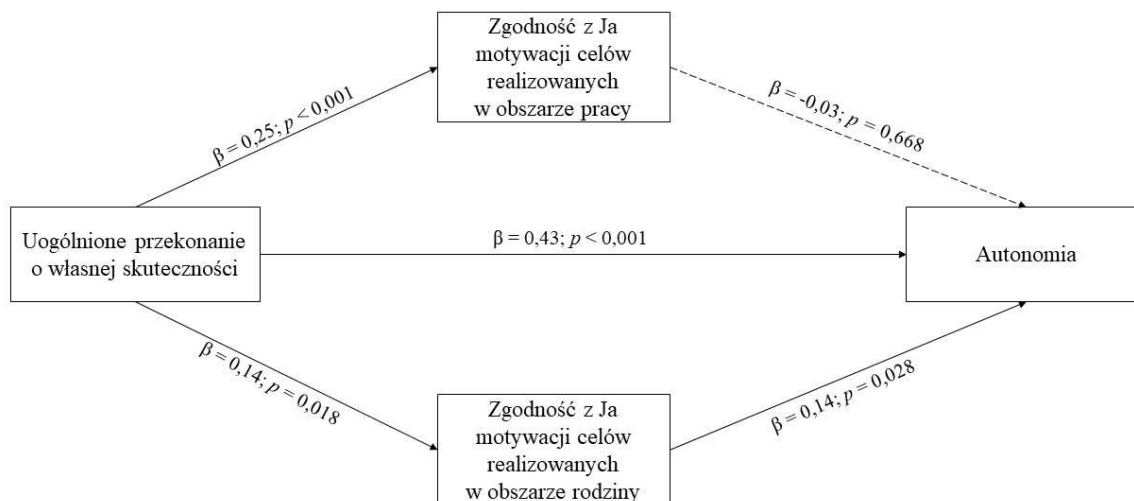 Zgodność z Ja
motywacji celów
realizowanych
w obszarze pracy
β = 0,25; p < 0,001
β = -0,03; p = 0,668
Uogólnione przekonanie
o własnej skuteczności
β = 0,43; p < 0,001
Autonomia
β = 0,14; p = 0,018
β = 0,14; p = 0,028
Zgodność z Ja
motywacji celów
realizowanych
w obszarze rodziny